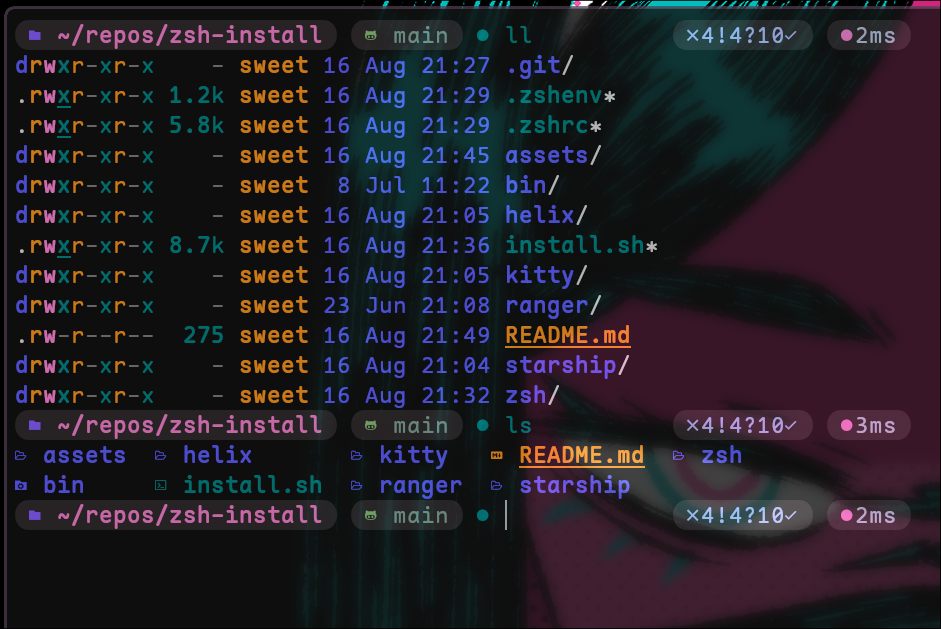 ~/repos/zsh-install main ll ×4!4?10✓ 2ms
drwxr-xr-x - sweet 16 Aug 21:27 .git/
.rwxr-xr-x 1.2k sweet 16 Aug 21:29 .zshenv*
.rwxr-xr-x 5.8k sweet 16 Aug 21:29 .zshrc*
drwxr-xr-x - sweet 16 Aug 21:45 assets/
drwxr-xr-x - sweet 8 Jul 11:22 bin/
drwxr-xr-x - sweet 16 Aug 21:05 helix/
.rwxr-xr-x 8.7k sweet 16 Aug 21:36 install.sh*
drwxr-xr-x - sweet 16 Aug 21:05 kitty/
drwxr-xr-x - sweet 23 Jun 21:08 ranger/
.rw-r--r-- 275 sweet 16 Aug 21:49 README.md
drwxr-xr-x - sweet 16 Aug 21:04 starship/
drwxr-xr-x - sweet 16 Aug 21:32 zsh/
~/repos/zsh-install main ls ×4!4?10✓ 3ms
assets helix kitty README.md zsh
bin install.sh ranger starship
~/repos/zsh-install main ×4!4?10✓ 2ms